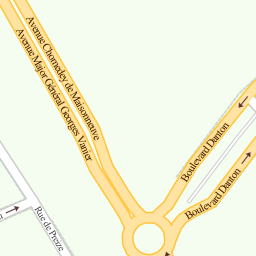 Avenue Chomedey de Maisonneuve
Avenue Major Général Georges Vanier
Boulevard Danton
Boulevard Danton
Rue de Preize